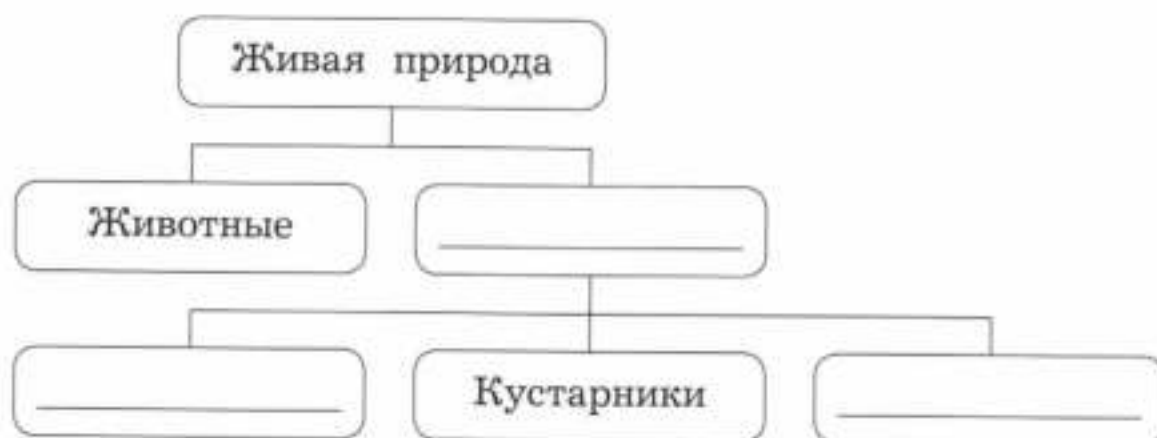 Живая природа
Животные
Кустарники